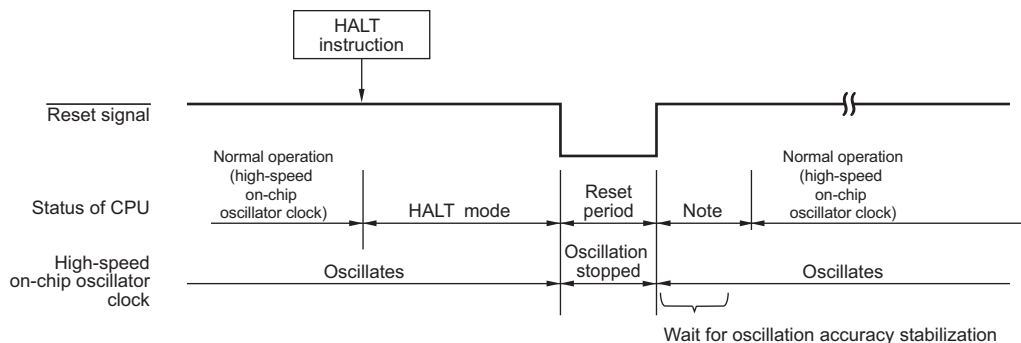 HALT
instruction
Reset signal
Normal operation
(high-speed
on-chip
oscillator clock)
HALT mode
Reset
period
Note
Normal operation
(high-speed
on-chip
oscillator clock)
Status of CPU
High-speed
on-chip oscillator
clock
Oscillates
Oscillation
stopped
Oscillates
Wait for oscillation accuracy stabilization